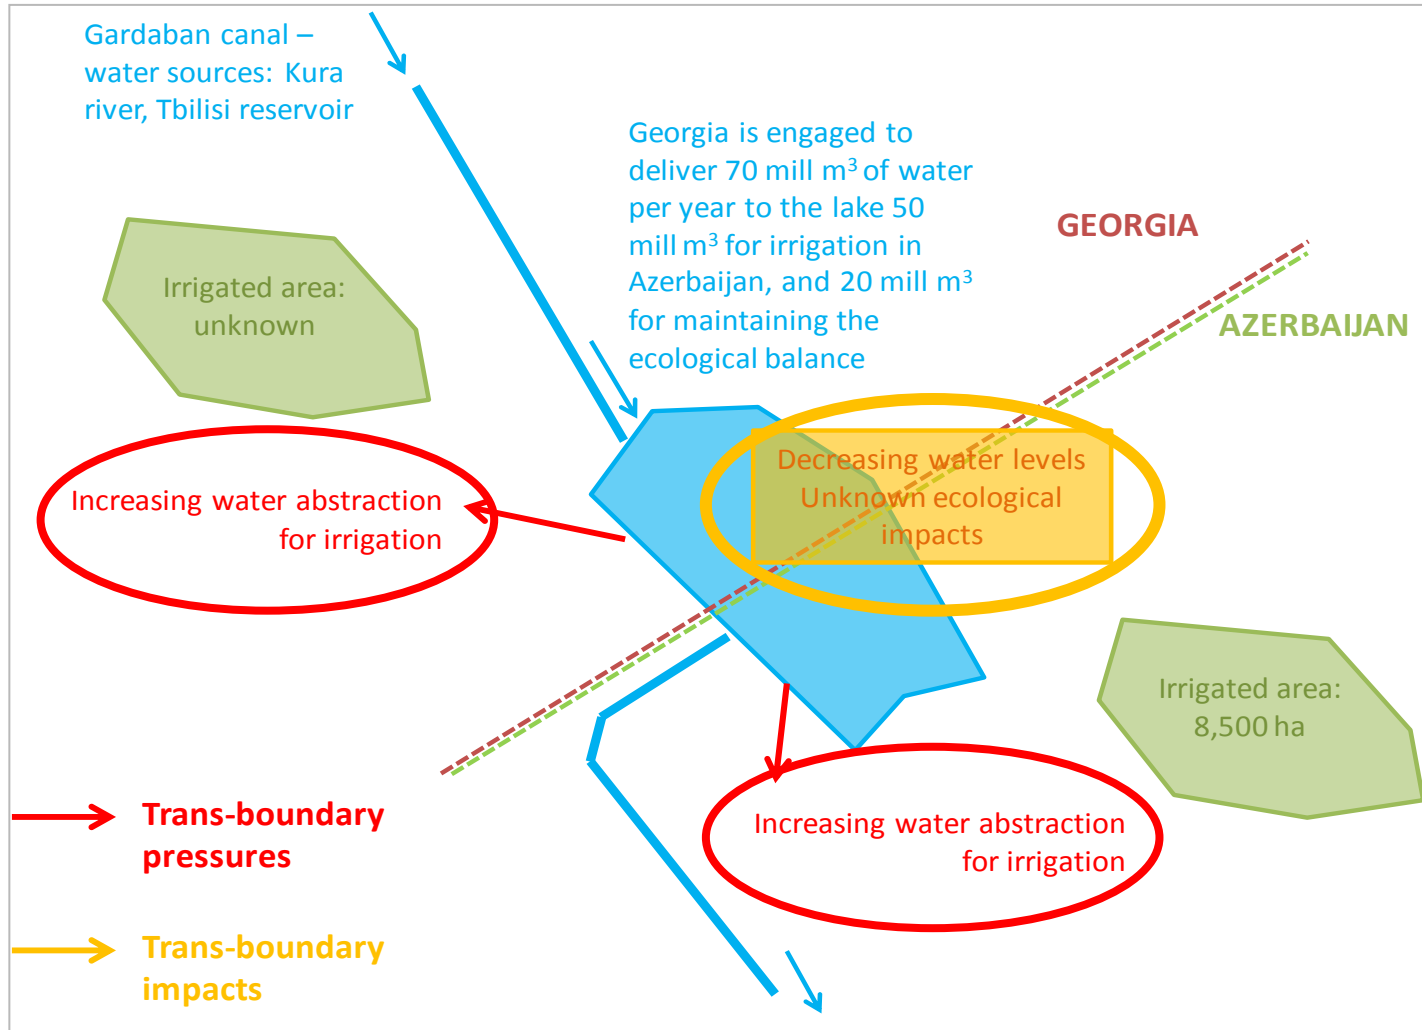 Gardaban canal –
water sources: Kura
river, Tbilisi reservoir
Georgia is engaged to
deliver 70 mill m³ of water
per year to the lake 50
mill m³ for irrigation in
Azerbaijan, and 20 mill m³
for maintaining the
ecological balance
GEORGIA
AZERBAIJAN
Irrigated area:
unknown
Decreasing water levels
Unknown ecological
impacts
Increasing water abstraction
for irrigation
Irrigated area:
8,500 ha
Increasing water abstraction
for irrigation
Trans-boundary
pressures
Trans-boundary
impacts